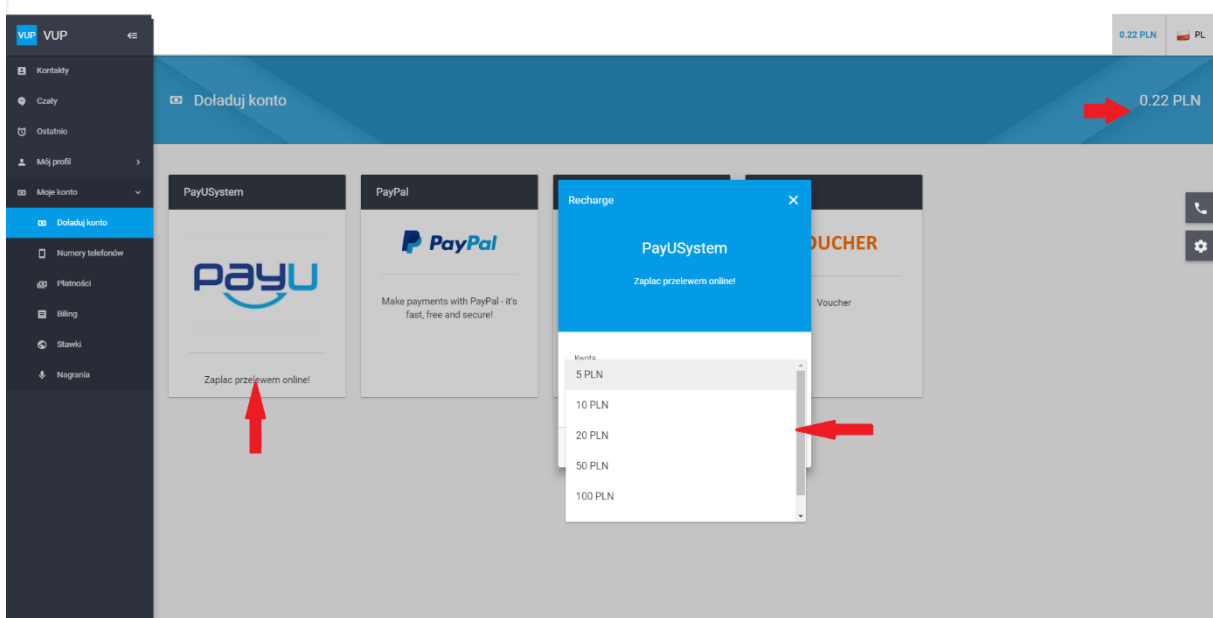 VUP VUP
0.22 PLN PL
Kontakty
Czaty
Ostatnio
Mój profil
Moje konto
Doładuj konto
Numery telefonów
Płatności
Biling
Stawki
Nagrania
Doładuj konto
0.22 PLN
PayUSystem
PayU
Zaplac przelewem online!
PayPal
PayPal
Make payments with PayPal - it's
fast, free and secure!
Recharge
PayUSystem
Zaplac przelewem online!
Kwota
5 PLN
10 PLN
20 PLN
50 PLN
100 PLN
OUCHER
Voucher